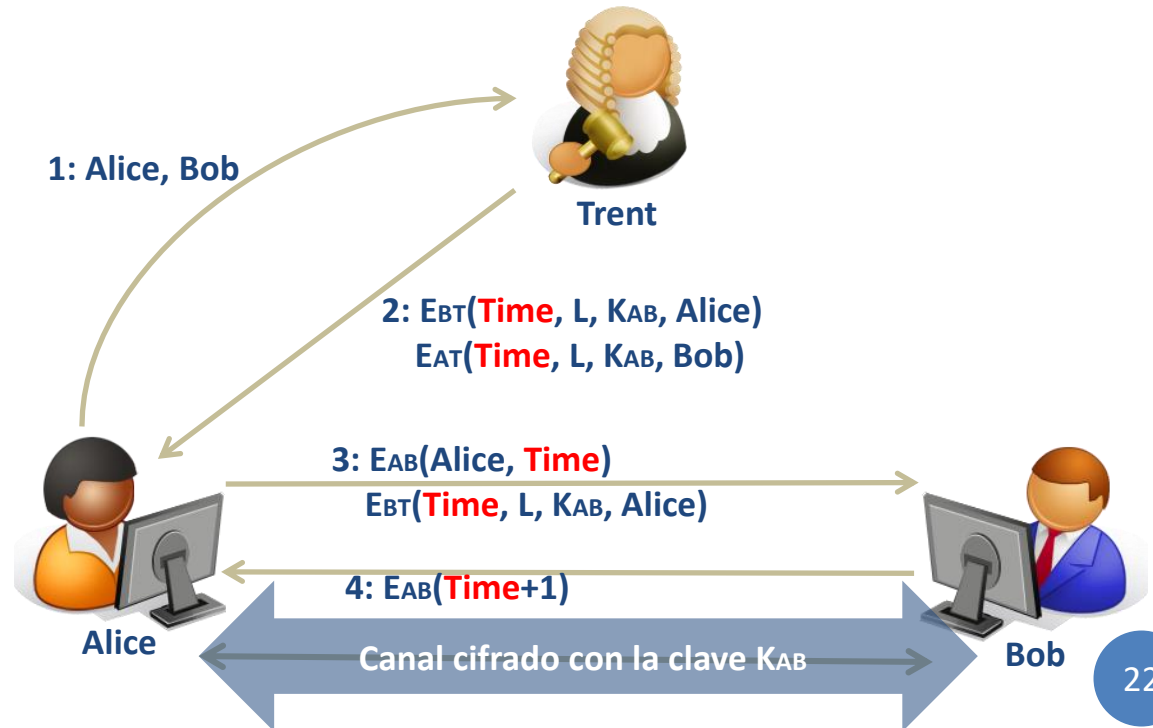 1: Alice, Bob
Trent
2: EBT(Time, L, KAB, Alice)
EAT(Time, L, KAB, Bob)
3: EAB(Alice, Time)
EBT(Time, L, KAB, Alice)
4: EAB(Time+1)
Alice
Canal cifrado con la clave KAB
Bob
22